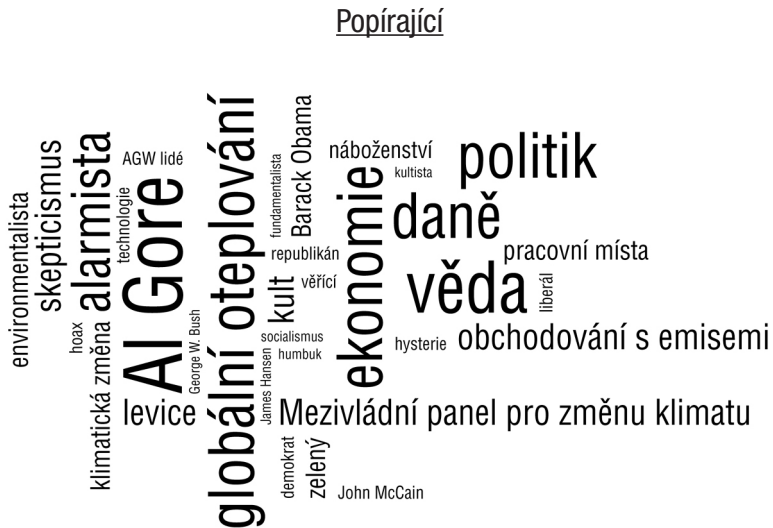 Popírající
environmentalista
skepticismus
hoax
alarmista
klimatická změna
AGW lidé
technologie
Al Gore
George W. Bush
levice
globální oteplování
fundamentalista
Barack Obama
republikán
kult
věřící
socialismus
humbuk
James Hansen
náboženství
kultista
ekonomie
politik
daně
pracovní místa
věda
liberál
hysterie
obchodování s emisemi
Mezivládní panel pro změnu klimatu
demokrat
zelený
John McCain